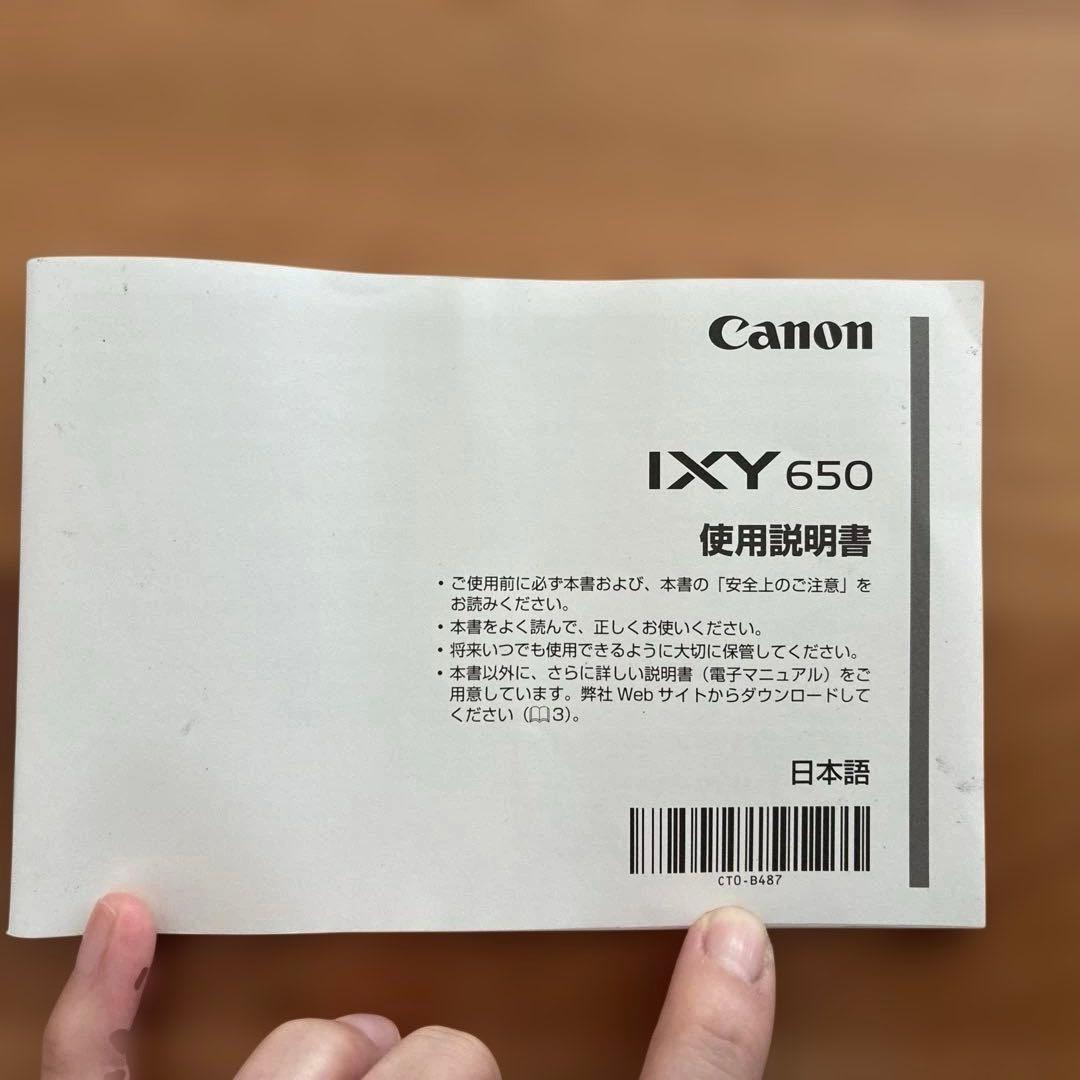 Canon
IXY 650
使用説明書
・ご使用前に必ず本書および、本書の「安全上のご注意」を
お読みください。
・本書をよく読んで、正しくお使いください。
・将来いつでも使用できるように大切に保管してください。
・本書以外に、さらに詳しい説明書（電子マニュアル）をご
用意しています。弊社 Web サイトからダウンロードして
ください（📖3）。
日本語
CT0-B487